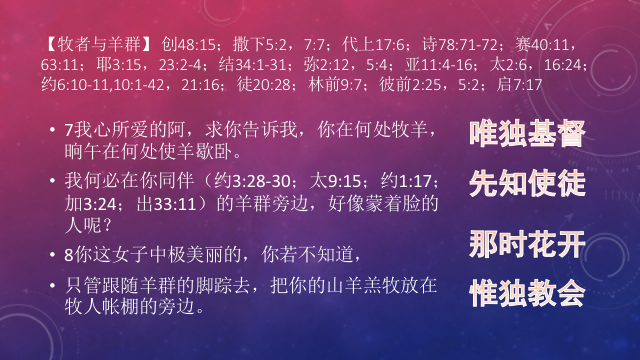 【牧者与羊群】创48:15；撒下5:2，7:7；代上17:6；诗78:71-72；赛40:11，
63:11；耶3:15，23:2-4；结34:1-31；弥2:12，5:4；亚11:4-16；太2:6，16:24；
约6:10-11,10:1-42，21:16；徒20:28；林前9:7；彼前2:25，5:2；启7:17
• 7我心所爱的阿，求你告诉我，你在何处牧羊，
晌午在何处使羊歇卧。
• 我何必在你同伴（约3:28-30；太9:15；约1:17；
加3:24；出33:11）的羊群旁边，好像蒙着脸的
人呢？
• 8你这女子中极美丽的，你若不知道，
• 只管跟随羊群的脚踪去，把你的山羊羔牧放在
牧人帐棚的旁边。
唯独基督
先知使徒
那时花开
惟独教会